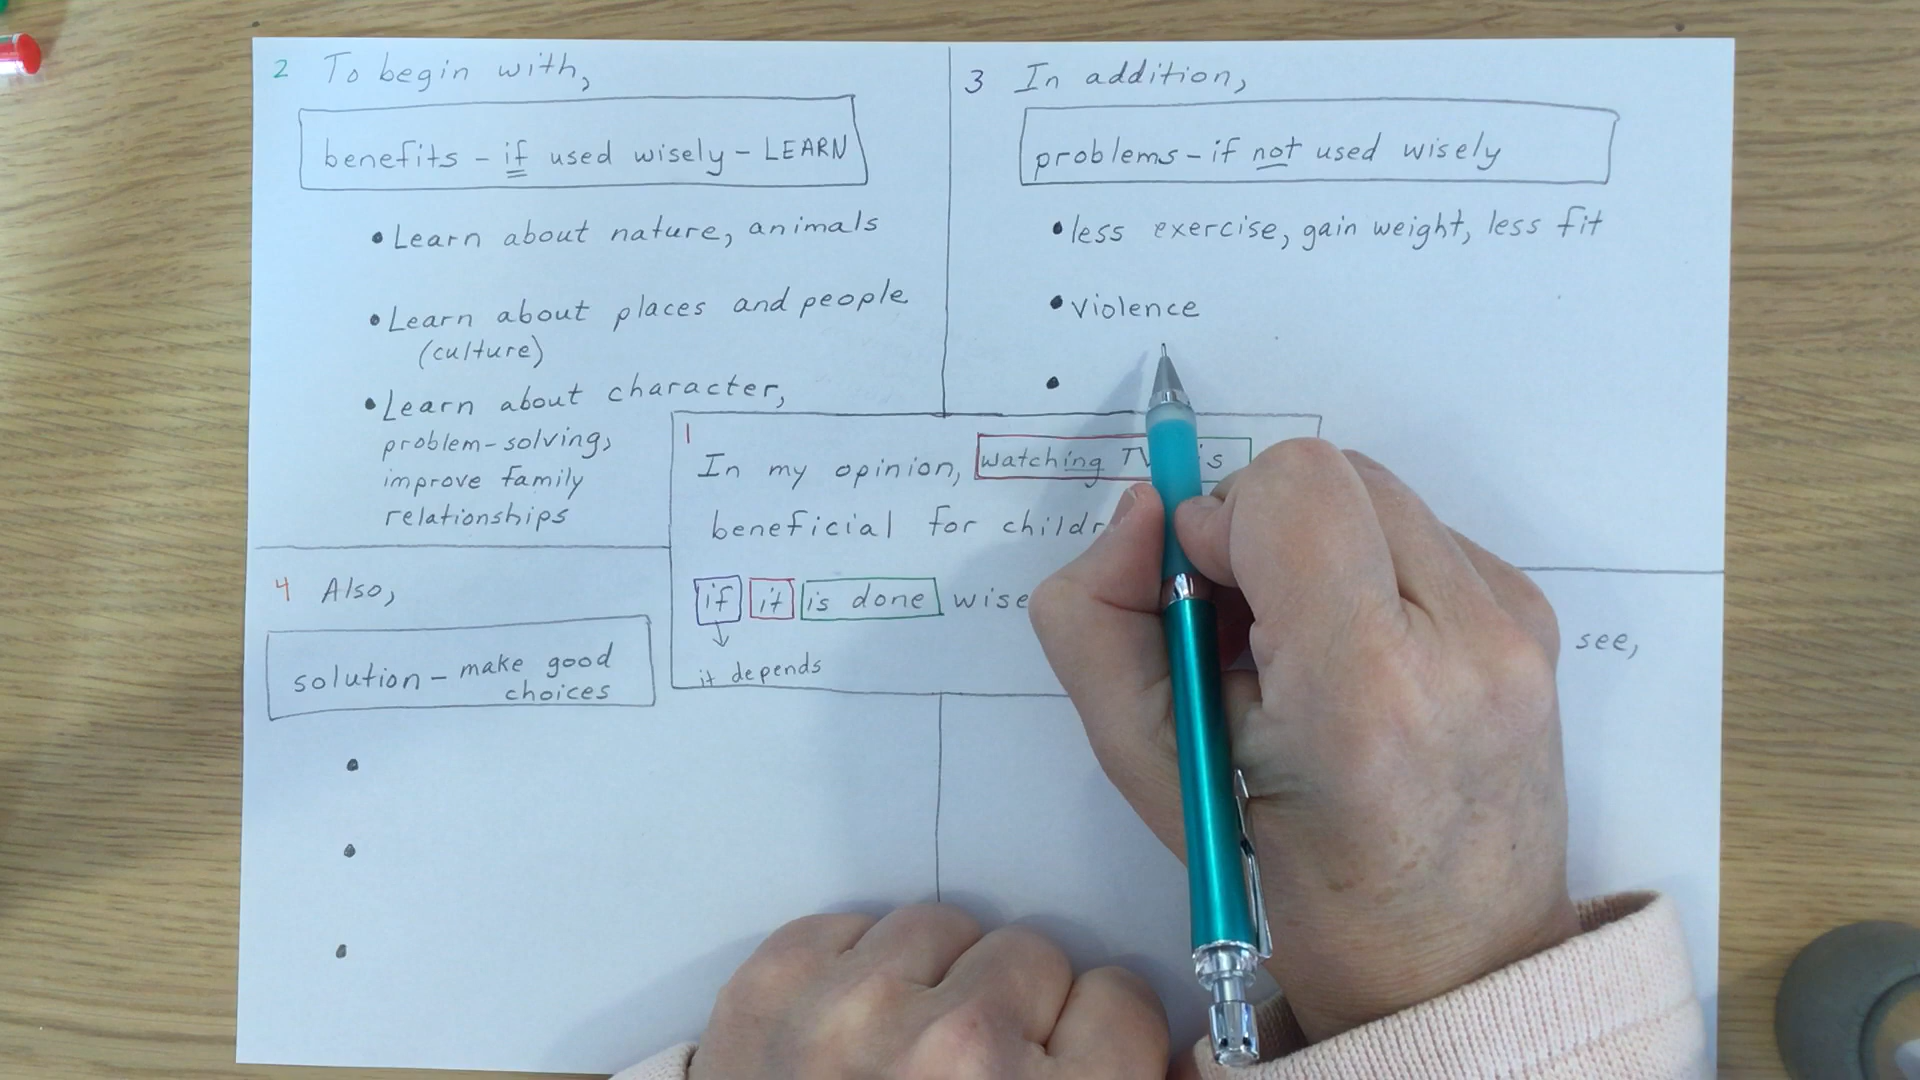 2 To begin with,
benefits - if used wisely - LEARN
• Learn about nature, animals
• Learn about places and people
(culture)
• Learn about character,
problem-solving,
improve family
relationships
3 In addition,
problems - if not used wisely
• less exercise, gain weight, less fit
• violence
•
1
In my opinion, watching TV is
beneficial for
if it is done
it depends
4 Also,
solution - make good
choices
•
•
•
see,